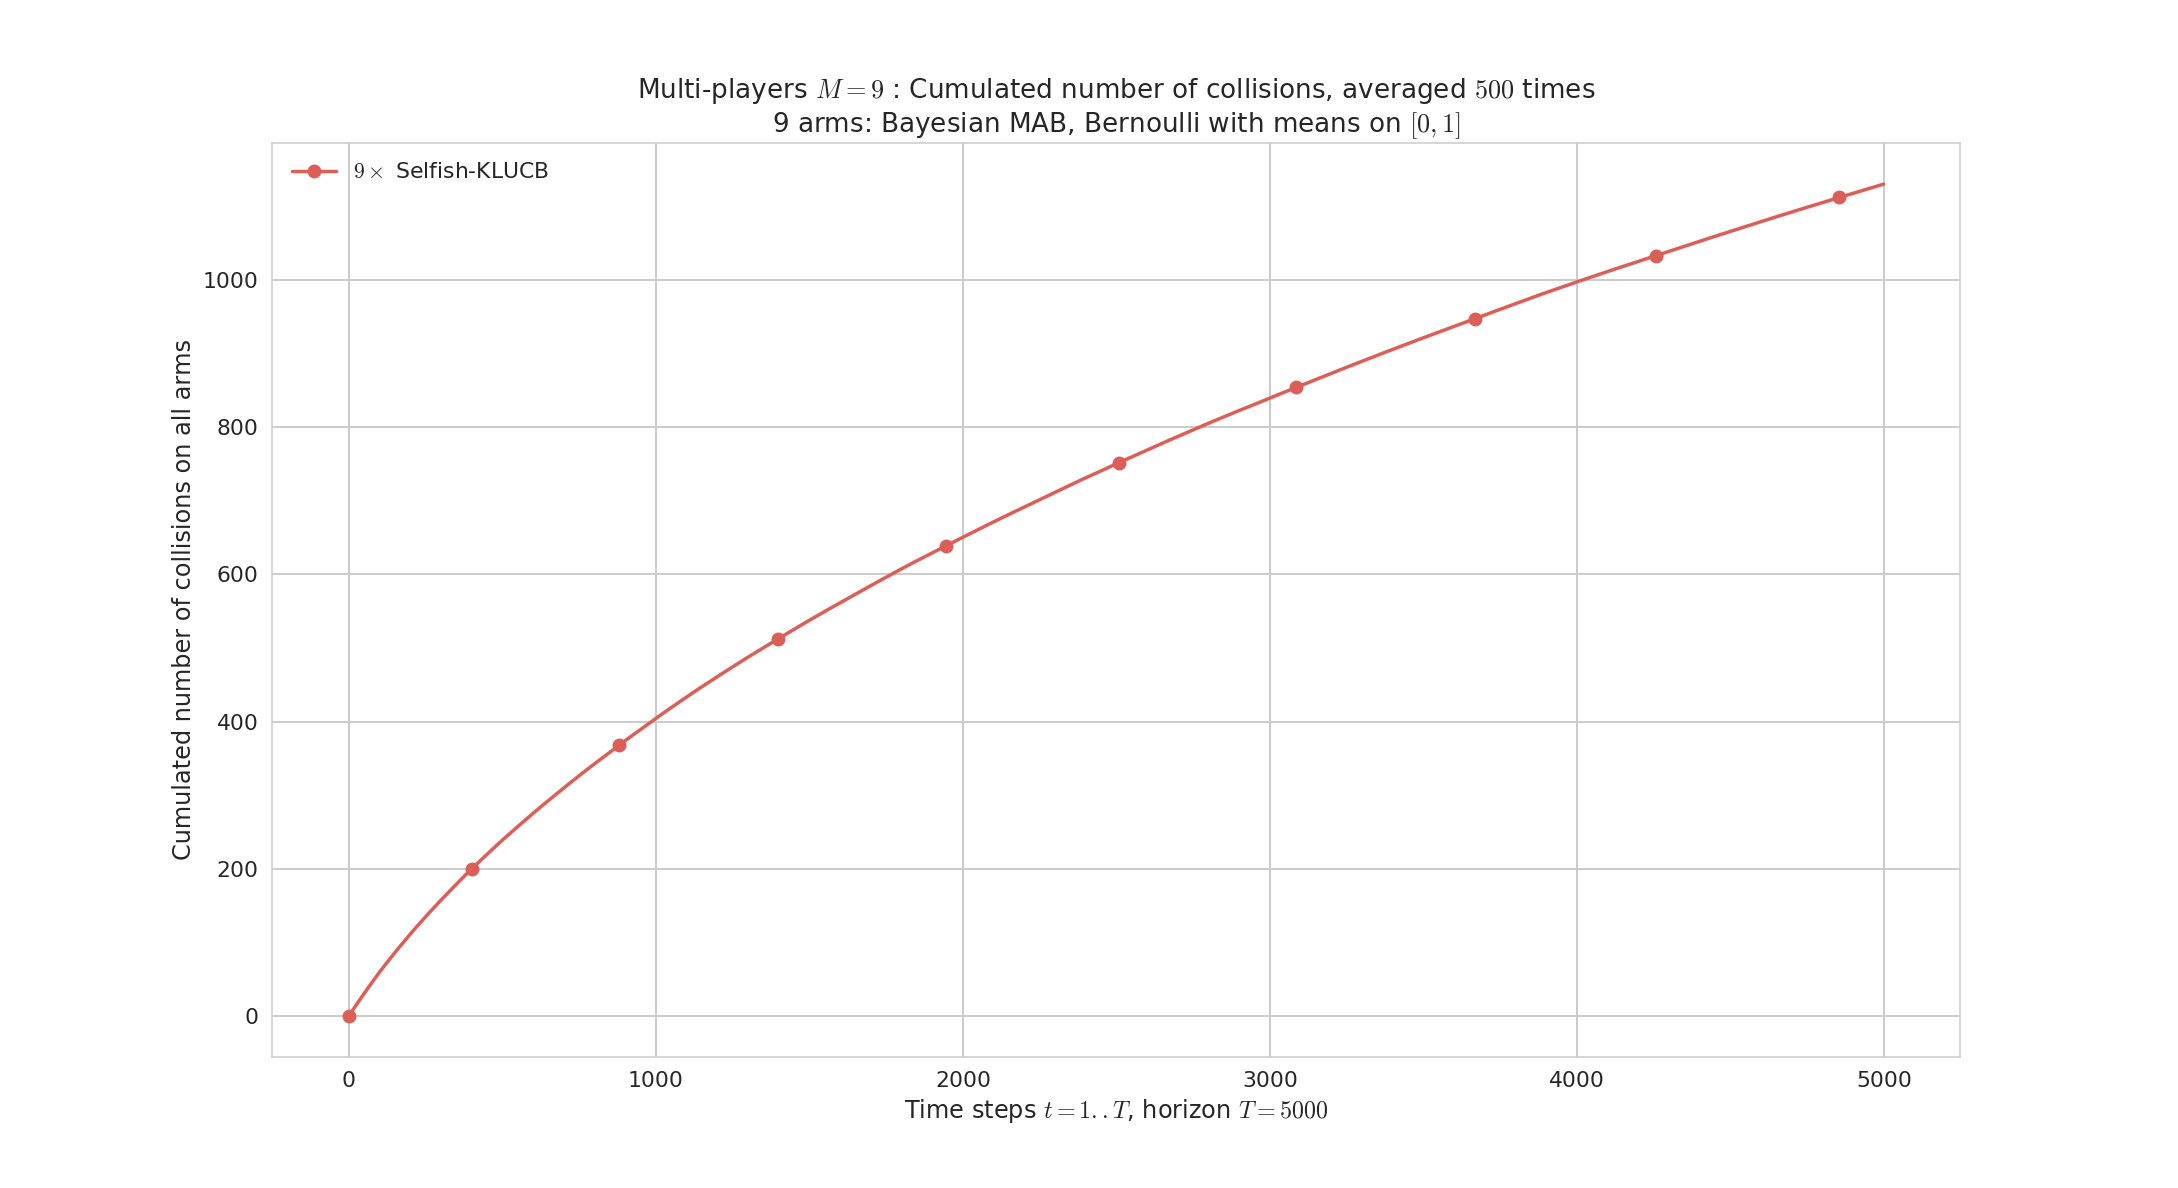 Multi-players M = 9 : Cumulated number of collisions, averaged 500 times
9 arms: Bayesian MAB, Bernoulli with means on [0, 1]
9× Selfish-KLUCB
Cumulated number of collisions on all arms
1000
800
600
400
200
0
0 1000 2000 3000 4000 5000
Time steps t = 1..T, horizon T = 5000